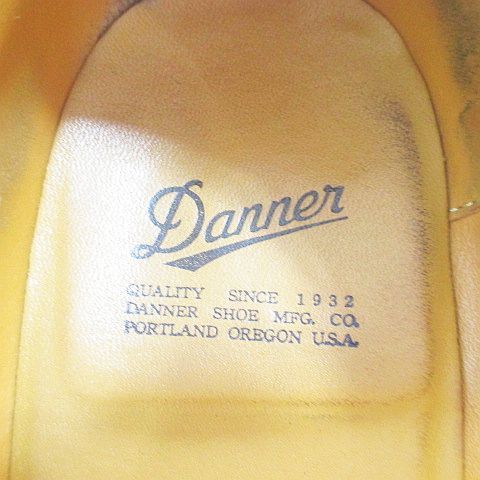 Danner
QUALITY SINCE 1932
DANNER SHOE MFG. CO.
PORTLAND OREGON U.S.A.